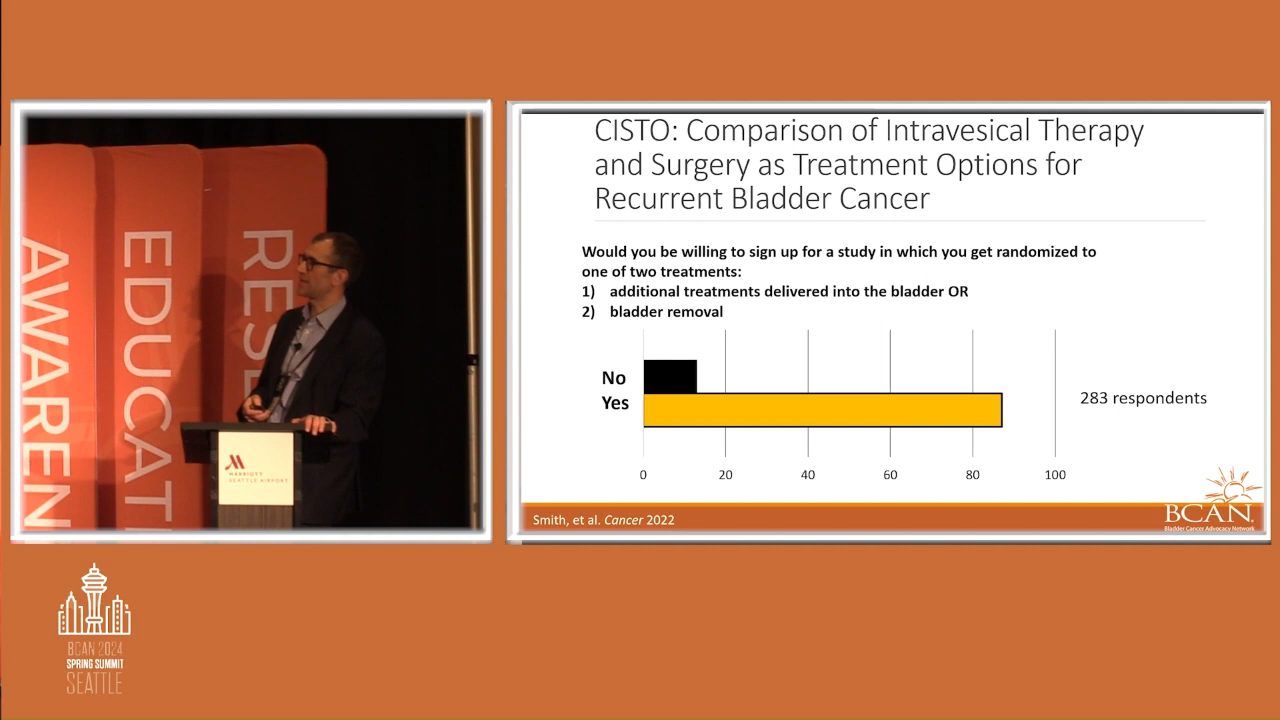 AWAREN
EDUCATI
RESE
MARRIOTT
SEATTLE AIRPORT
CISTO: Comparison of Intravesical Therapy
and Surgery as Treatment Options for
Recurrent Bladder Cancer
Would you be willing to sign up for a study in which you get randomized to
one of two treatments:
1) additional treatments delivered into the bladder OR
2) bladder removal
No
Yes
283 respondents
0 20 40 60 80 100
Smith, et al. Cancer 2022
BCAN
Bladder Cancer Advocacy Network
BCAN 2024
SPRING SUMMIT
SEATTLE